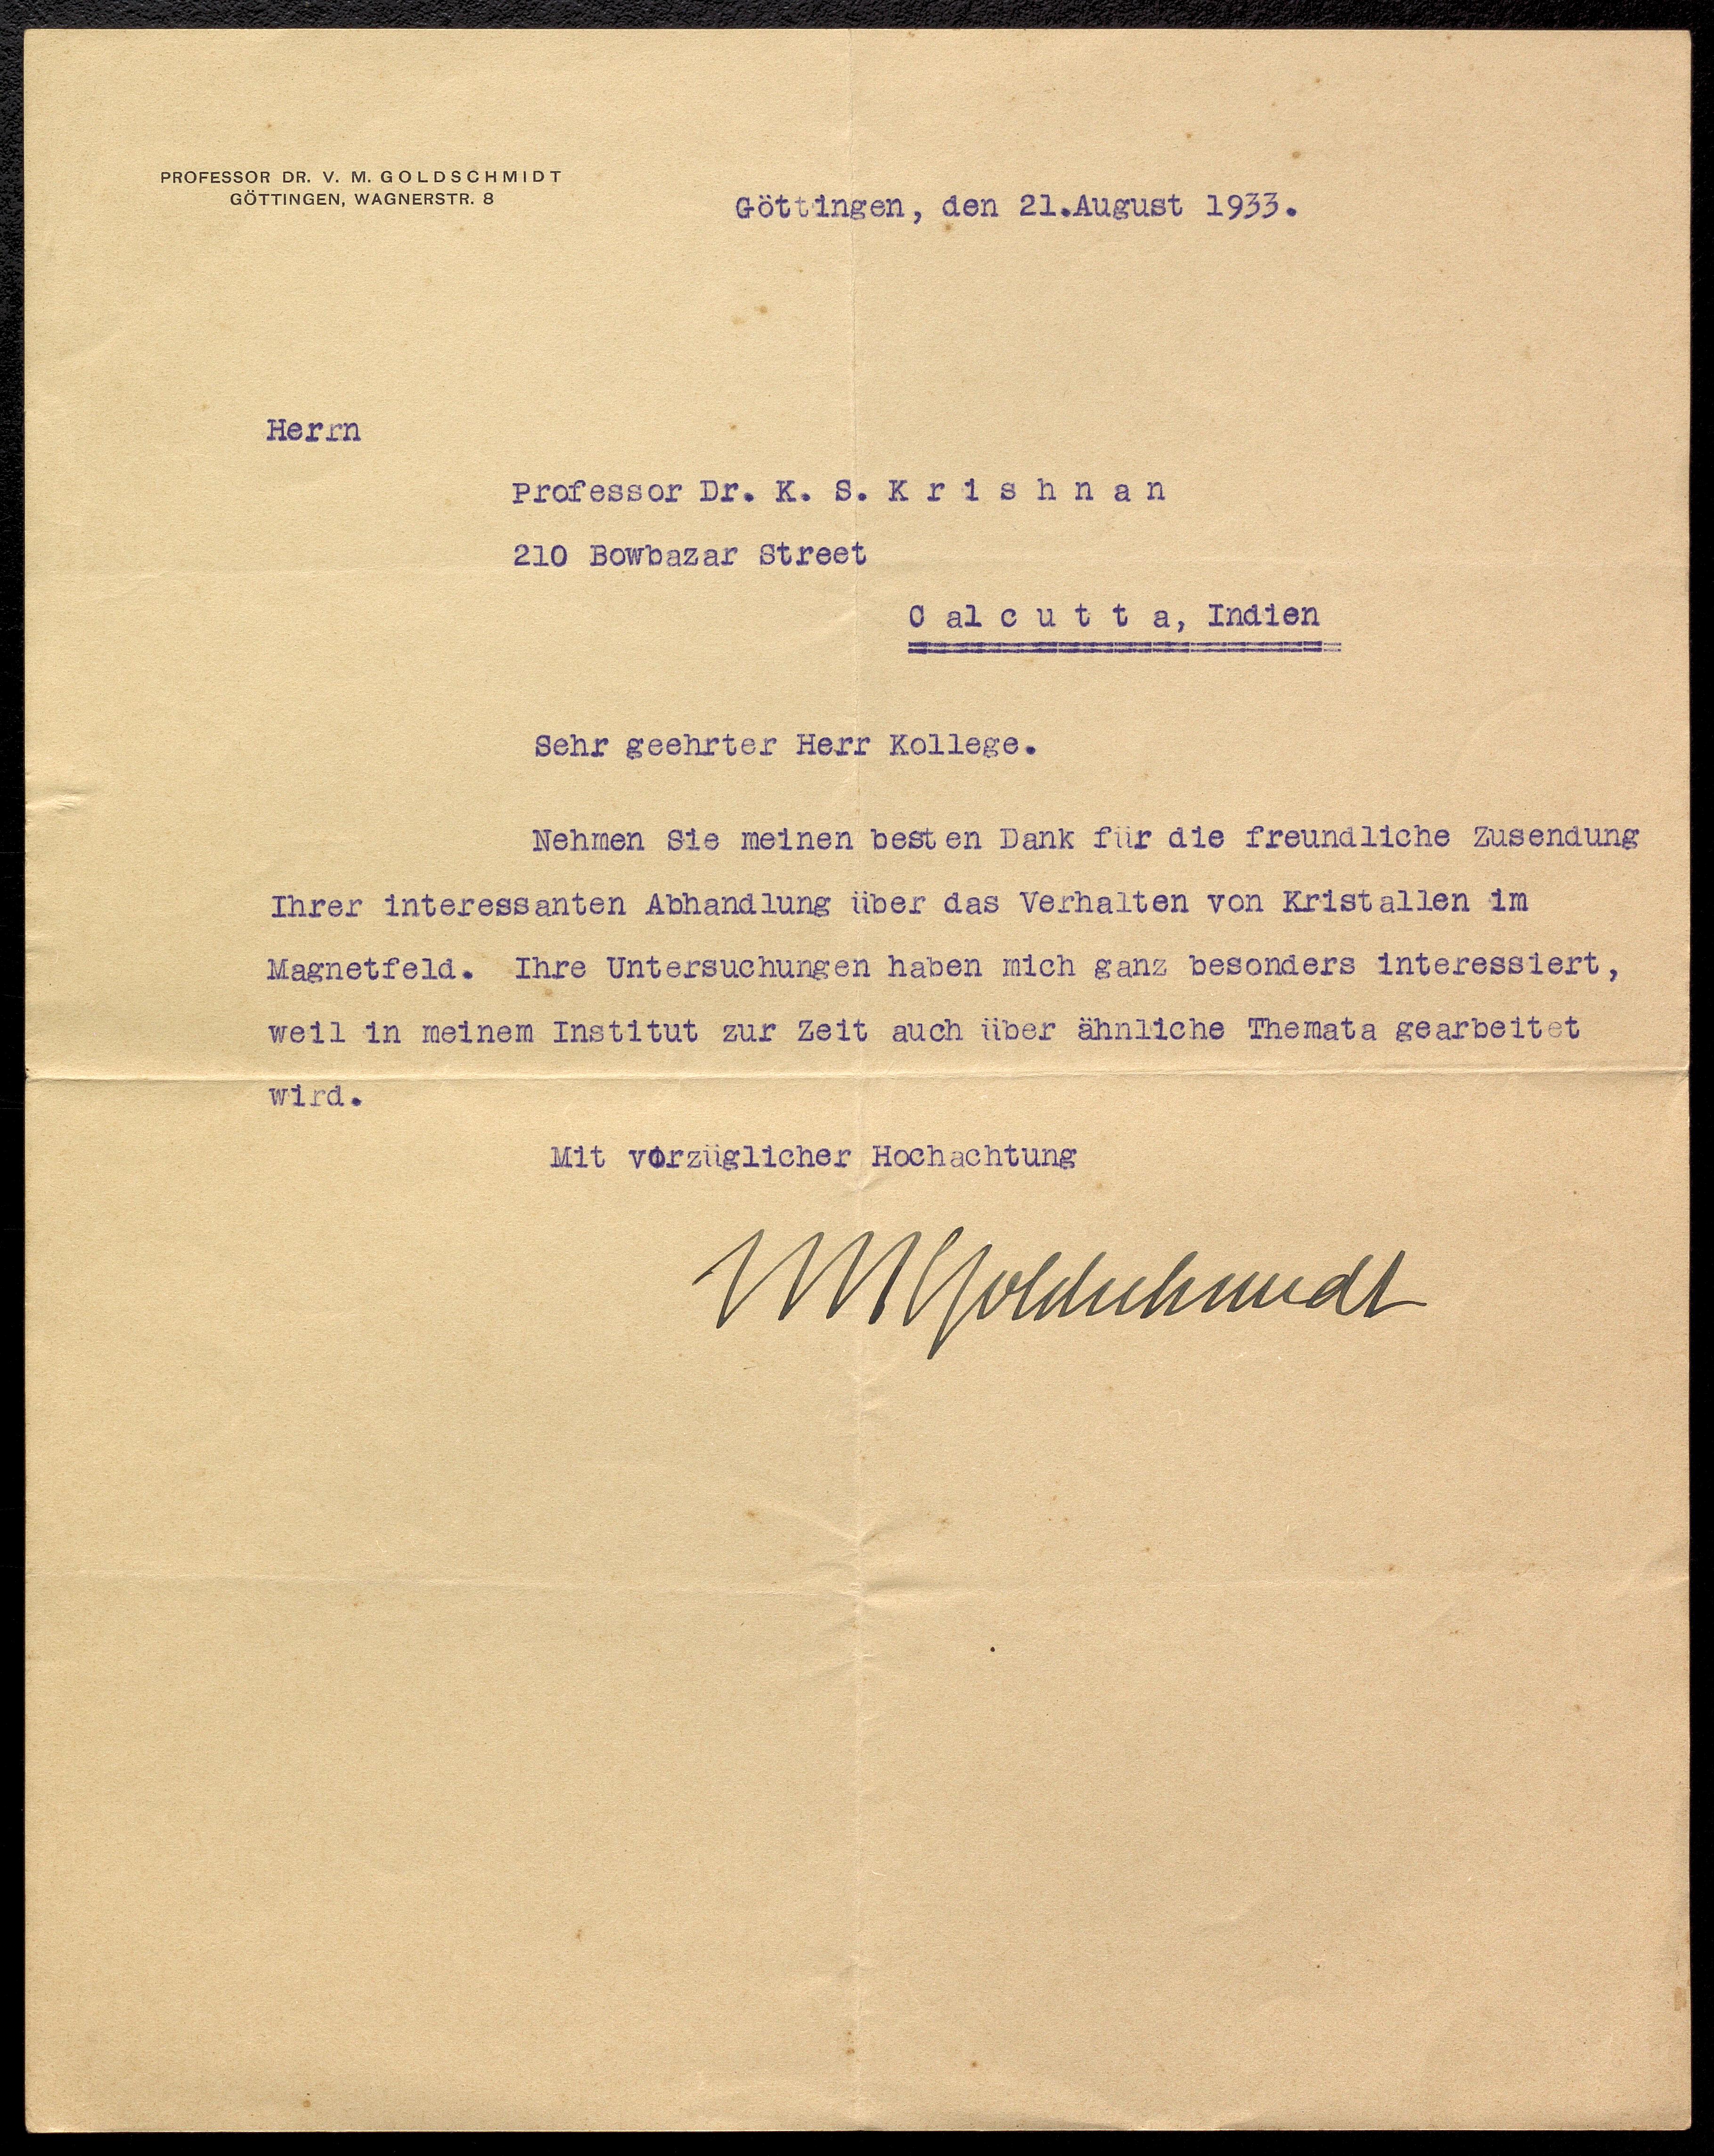 PROFESSOR DR. V. M. GOLDSCHMIDT
GÖTTINGEN, WAGNERSTR. 8
Göttingen, den 21.August 1933.
Herrn
Professor Dr. K. S. K r i s h n a n
210 Bowbazar Street
C al c u t t a, Indien
Sehr geehrter Herr Kollege.
Nehmen Sie meinen besten Dank für die freundliche Zusendung
Ihrer interessanten Abhandlung über das Verhalten von Kristallen im
Magnetfeld. Ihre Untersuchungen haben mich ganz besonders interessiert,
weil in meinem Institut zur Zeit auch über ähnliche Themata gearbeitet
wird.
Mit vorzüglicher Hochachtung
VMGoldschmidt